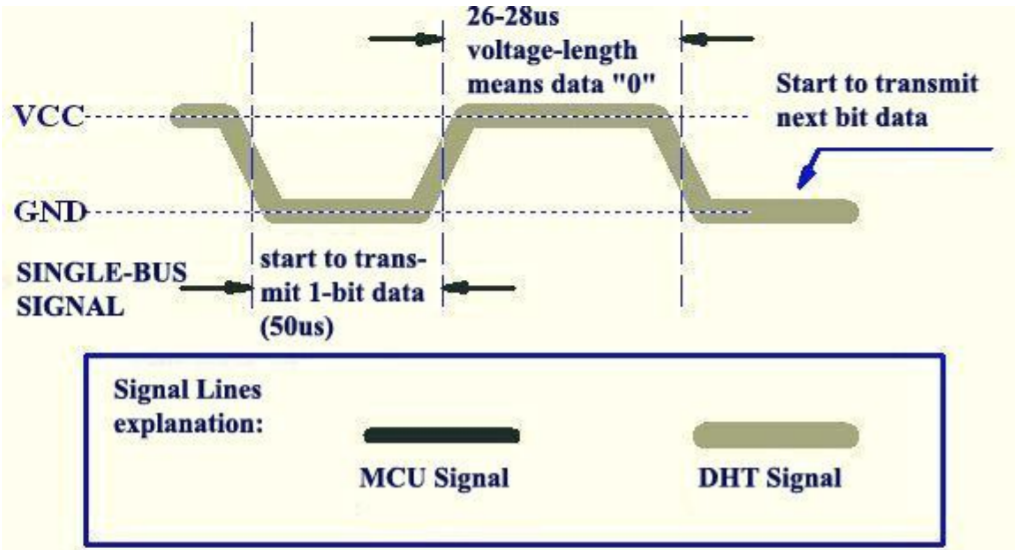 26-28us
voltage-length
means data "0"
Start to transmit
next bit data
VCC
GND
SINGLE-BUS
SIGNAL
start to trans-
mit 1-bit data
(50us)
Signal Lines
explanation:
MCU Signal
DHT Signal